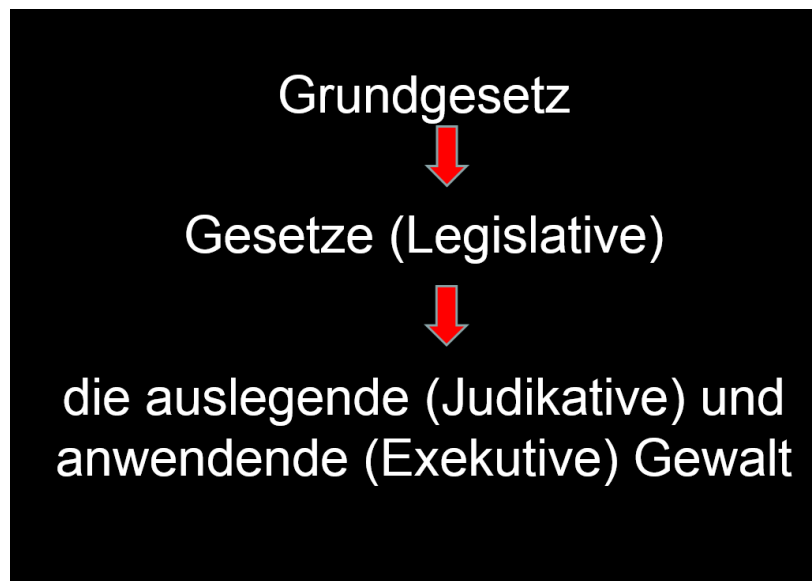 Grundgesetz
Gesetze (Legislative)
die auslegende (Judikative) und
anwendende (Exekutive) Gewalt